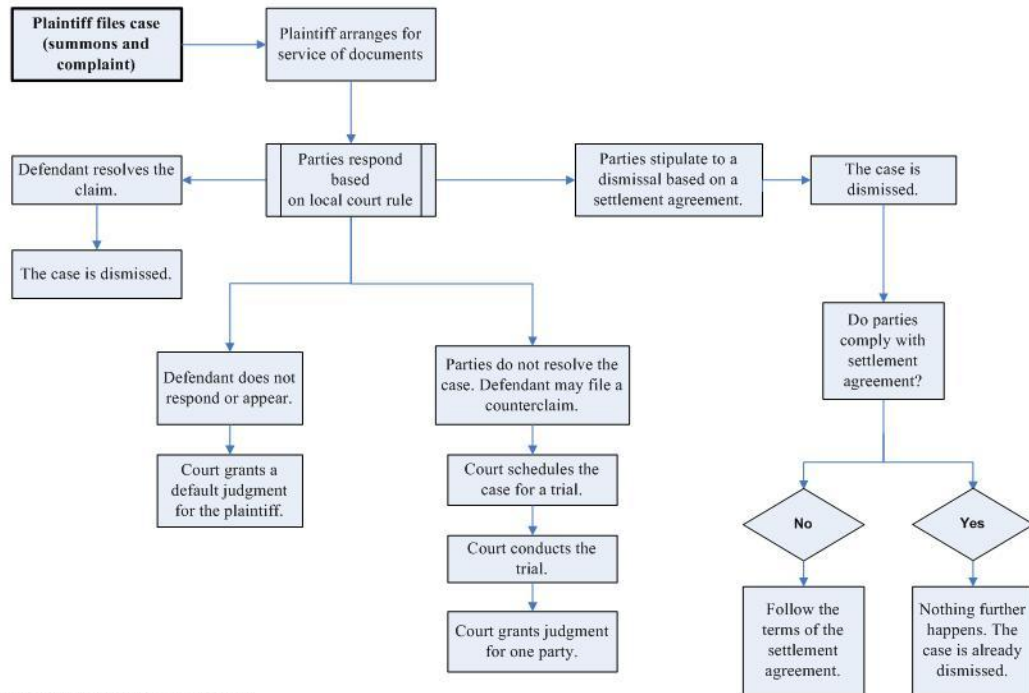 Plaintiff files case
(summons and
complaint)
Plaintiff arranges for
service of documents
Defendant resolves the
claim.
Parties respond
based
on local court rule
Parties stipulate to a
dismissal based on a
settlement agreement.
The case is
dismissed.
The case is dismissed.
Do parties
comply with
settlement
agreement?
Defendant does not
respond or appear.
Parties do not resolve the
case. Defendant may file a
counterclaim.
Court grants a
default judgment
for the plaintiff.
Court schedules the
case for a trial.
No
Yes
Court conducts the
trial.
Follow the
terms of the
settlement
agreement.
Nothing further
happens. The
case is already
dismissed.
Court grants judgment
for one party.